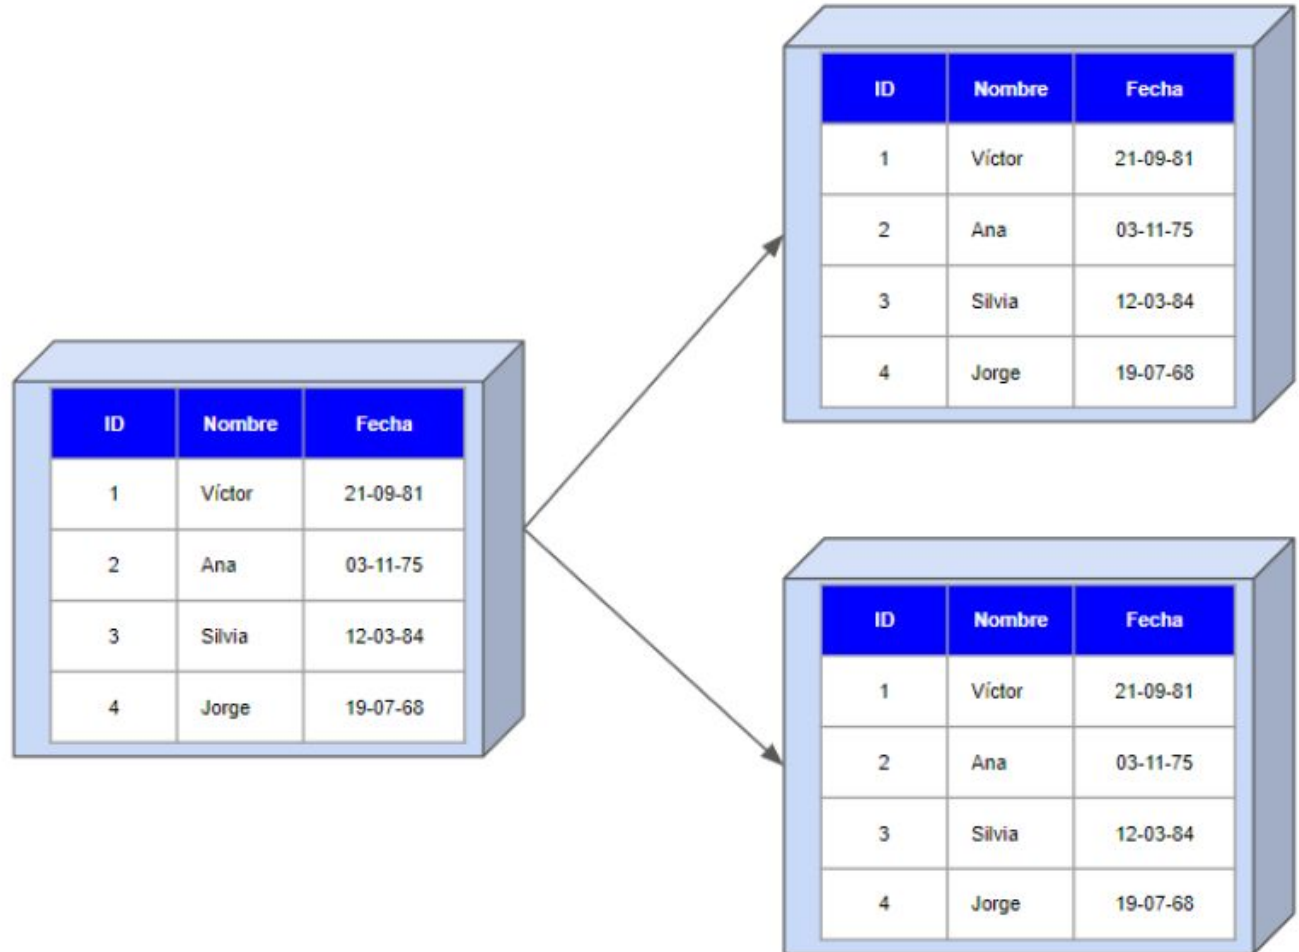 ID Nombre Fecha
1 Víctor 21-09-81
2 Ana 03-11-75
3 Silvia 12-03-84
4 Jorge 19-07-68
ID Nombre Fecha
1 Víctor 21-09-81
2 Ana 03-11-75
3 Silvia 12-03-84
4 Jorge 19-07-68
ID Nombre Fecha
1 Víctor 21-09-81
2 Ana 03-11-75
3 Silvia 12-03-84
4 Jorge 19-07-68